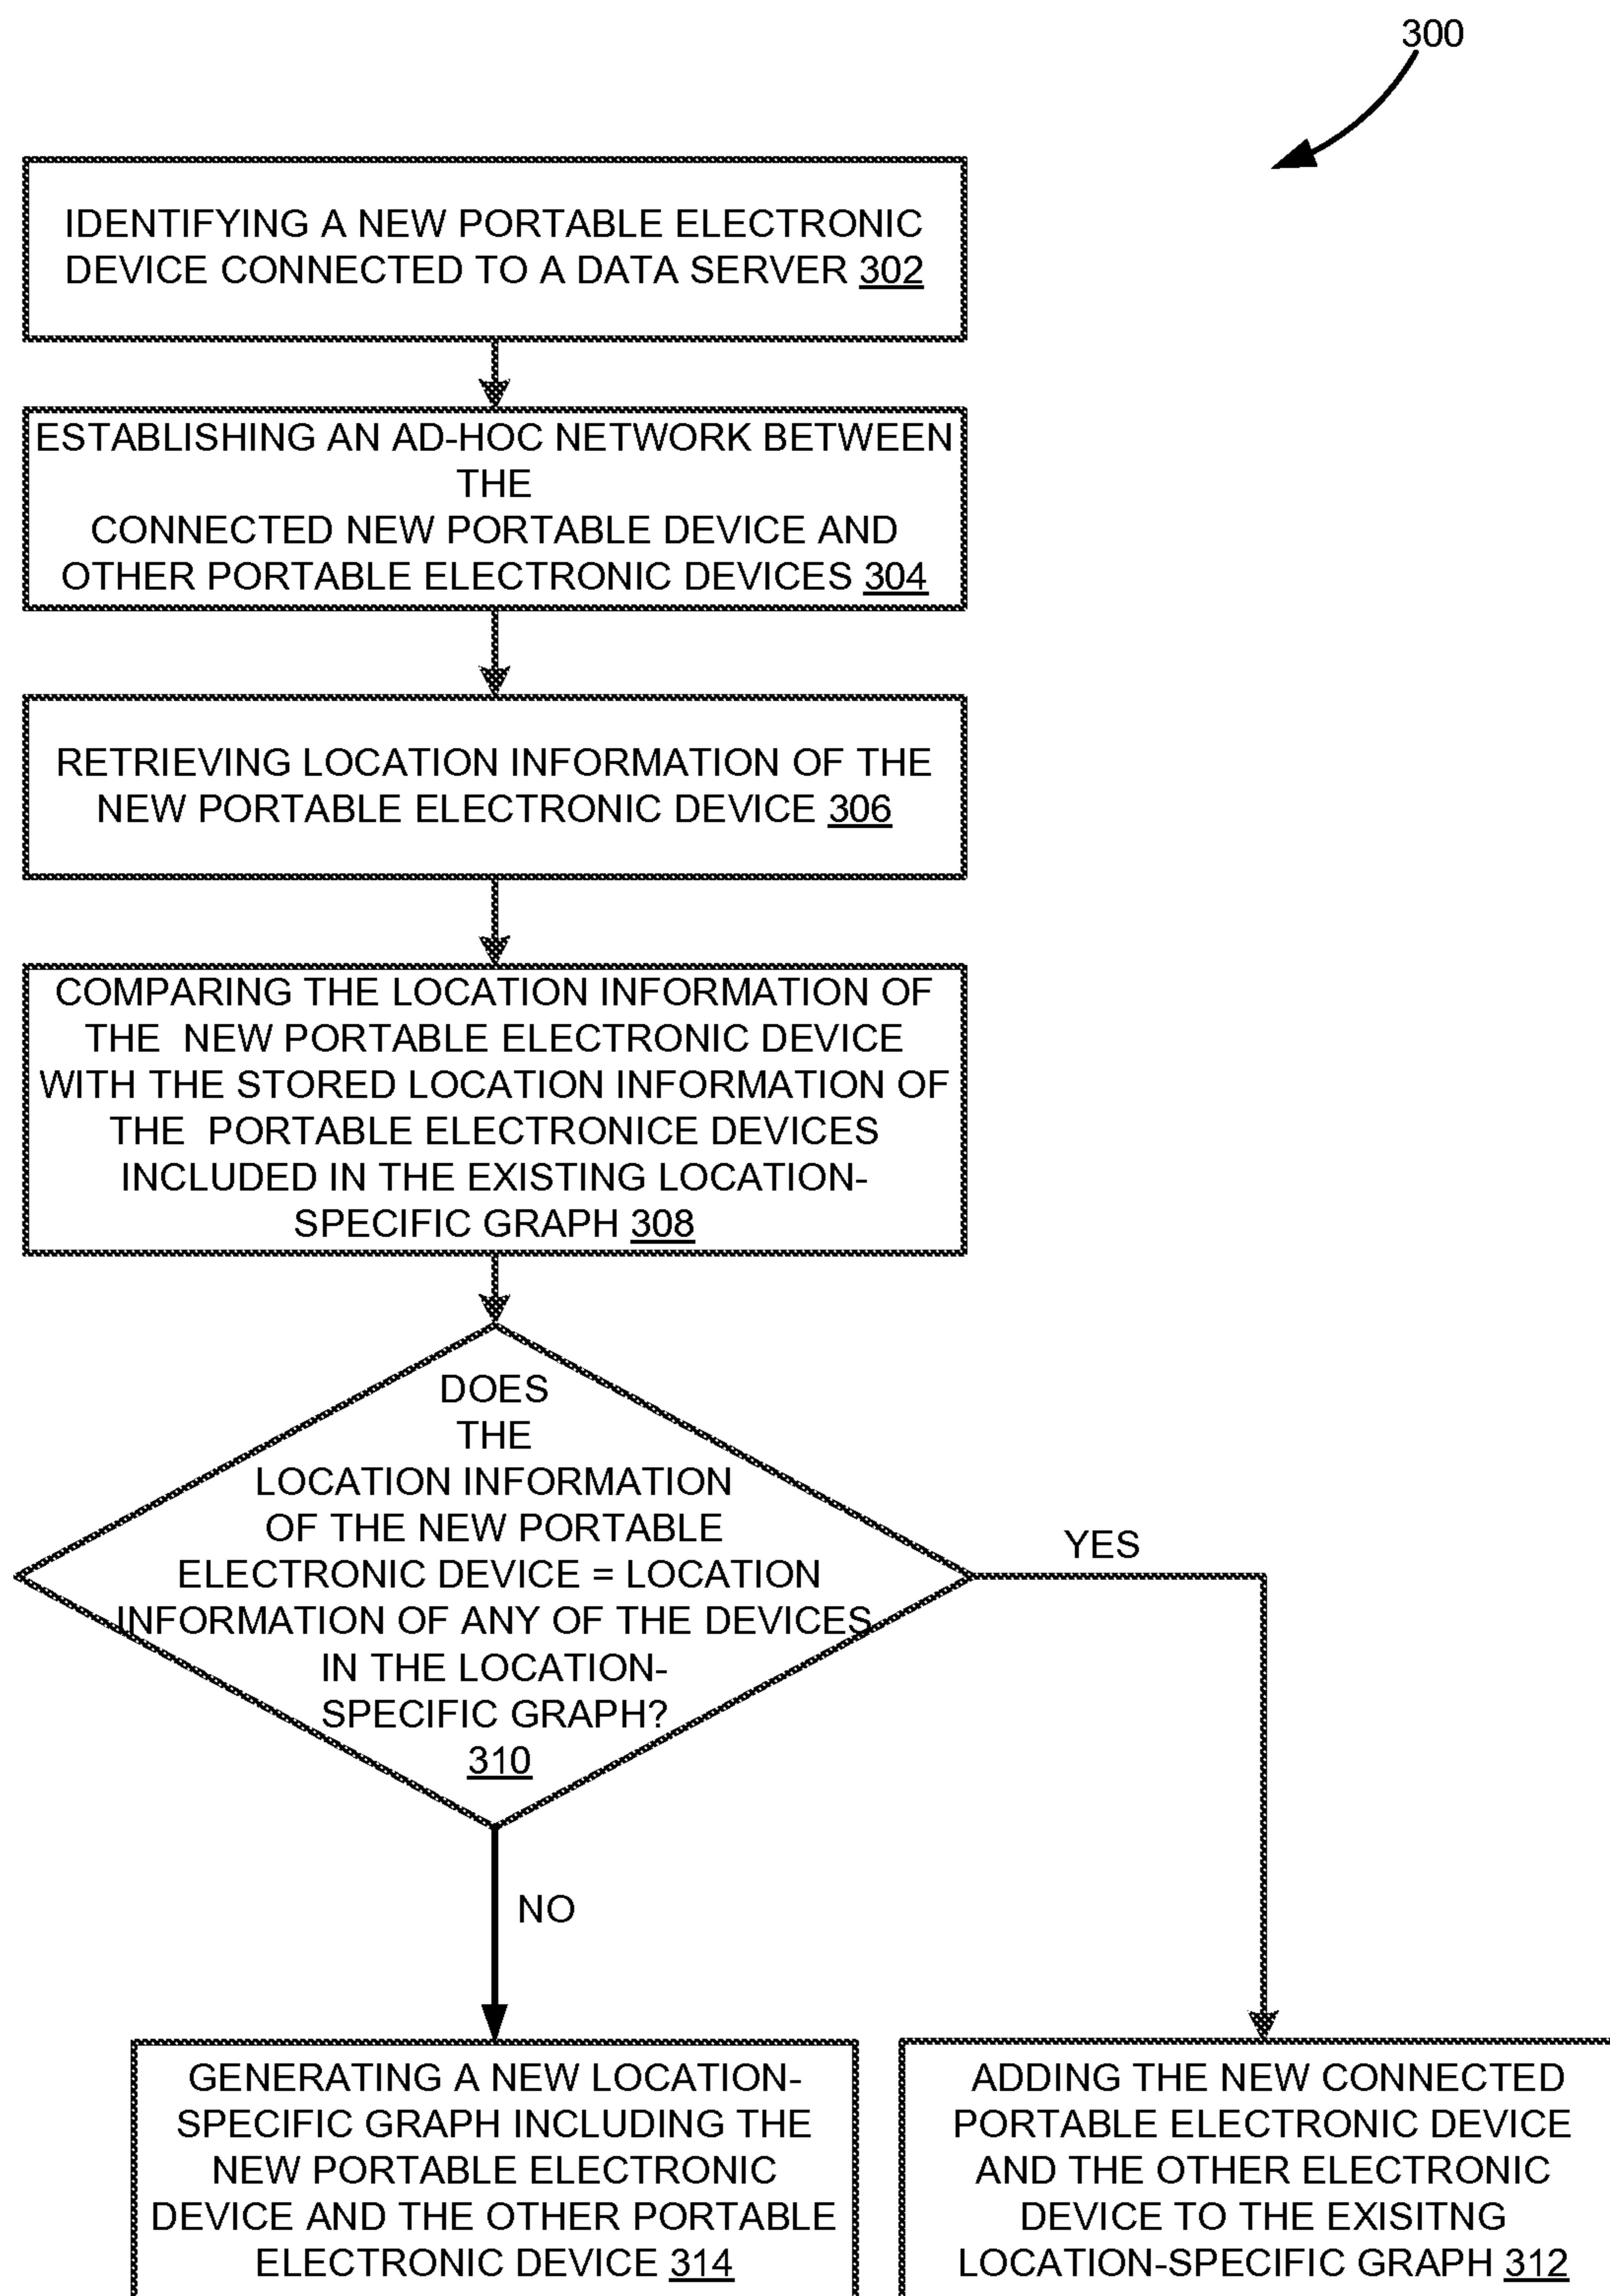 300
IDENTIFYING A NEW PORTABLE ELECTRONIC
DEVICE CONNECTED TO A DATA SERVER 302
ESTABLISHING AN AD-HOC NETWORK BETWEEN
THE
CONNECTED NEW PORTABLE DEVICE AND
OTHER PORTABLE ELECTRONIC DEVICES 304
RETRIEVING LOCATION INFORMATION OF THE
NEW PORTABLE ELECTRONIC DEVICE 306
COMPARING THE LOCATION INFORMATION OF
THE NEW PORTABLE ELECTRONIC DEVICE
WITH THE STORED LOCATION INFORMATION OF
THE PORTABLE ELECTRONICE DEVICES
INCLUDED IN THE EXISTING LOCATION-
SPECIFIC GRAPH 308
DOES
THE
LOCATION INFORMATION
OF THE NEW PORTABLE
ELECTRONIC DEVICE = LOCATION
INFORMATION OF ANY OF THE DEVICES
IN THE LOCATION-
SPECIFIC GRAPH?
310
YES
NO
GENERATING A NEW LOCATION-
SPECIFIC GRAPH INCLUDING THE
NEW PORTABLE ELECTRONIC
DEVICE AND THE OTHER PORTABLE
ELECTRONIC DEVICE 314
ADDING THE NEW CONNECTED
PORTABLE ELECTRONIC DEVICE
AND THE OTHER ELECTRONIC
DEVICE TO THE EXISITNG
LOCATION-SPECIFIC GRAPH 312